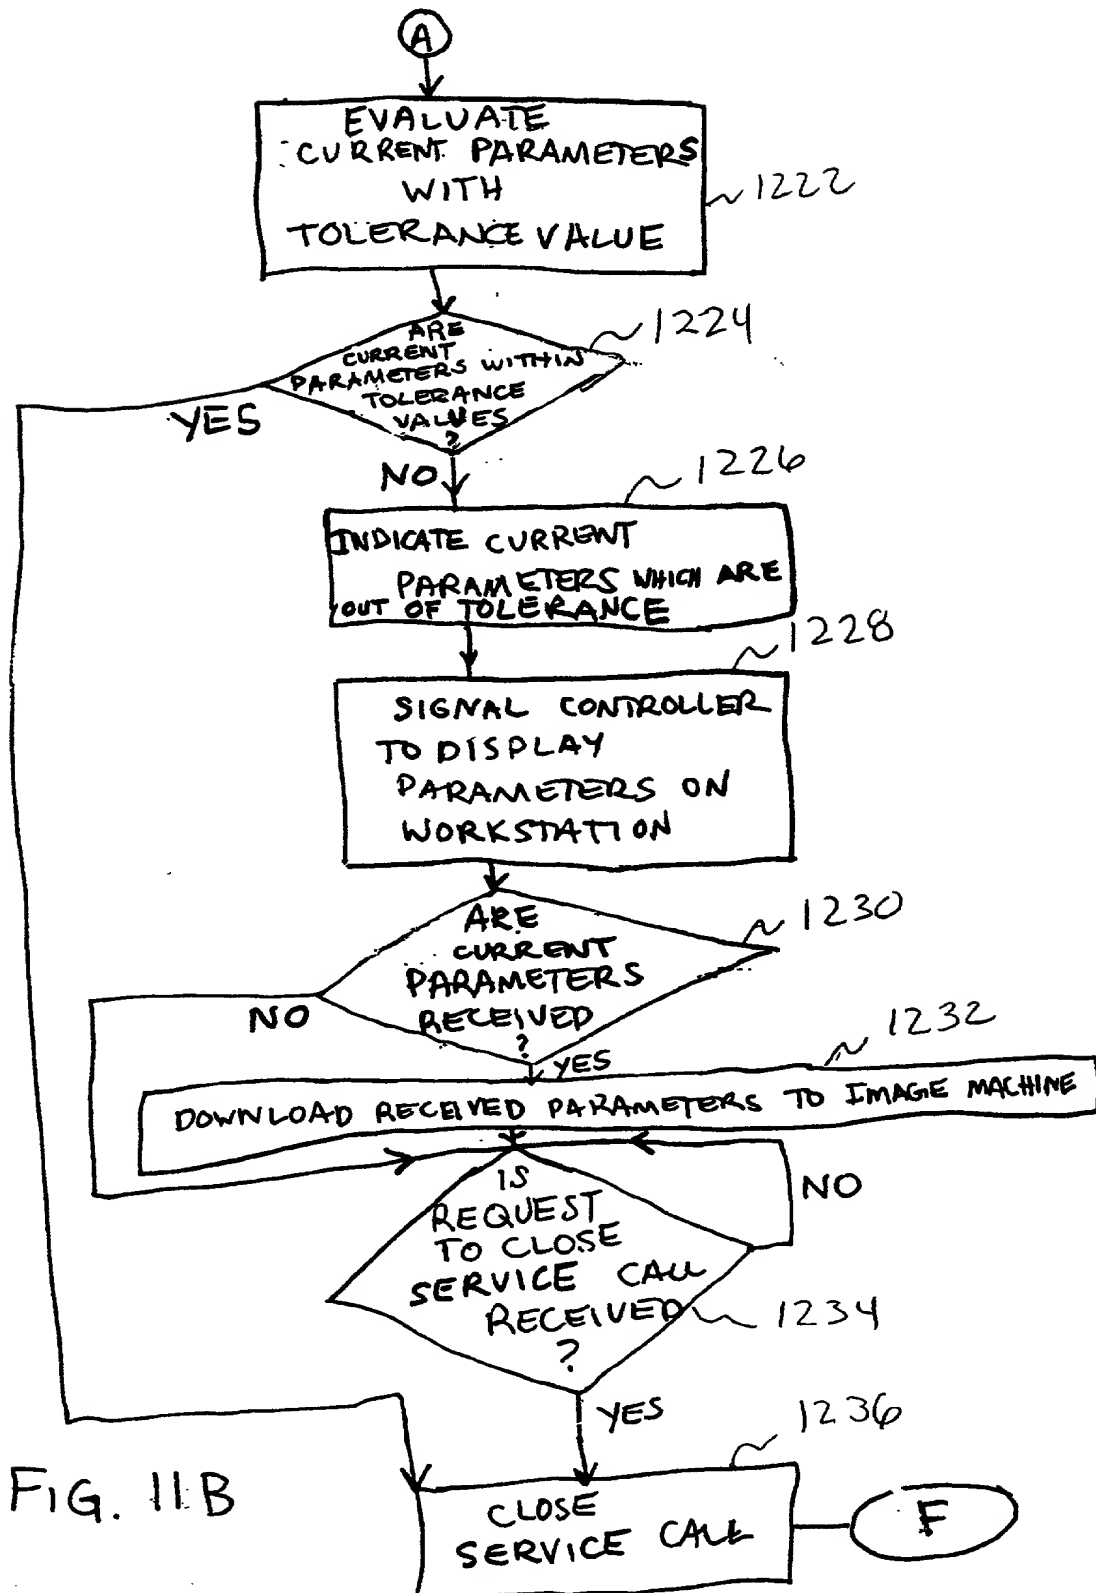 A
EVALUATE
CURRENT PARAMETERS
WITH
TOLERANCE VALUE
1222
ARE
CURRENT
PARAMETERS WITHIN
TOLERANCE
VALUES
?
1224
YES
NO
1226
INDICATE CURRENT
PARAMETERS WHICH ARE
OUT OF TOLERANCE
1228
SIGNAL CONTROLLER
TO DISPLAY
PARAMETERS ON
WORKSTATION
1230
ARE
CURRENT
PARAMETERS
RECEIVED
?
NO
YES
1232
DOWNLOAD RECEIVED PARAMETERS TO IMAGE MACHINE
IS
REQUEST
TO CLOSE
SERVICE CALL
RECEIVED
?
NO
1234
YES
1236
CLOSE
SERVICE CALL
F
FIG. 11B